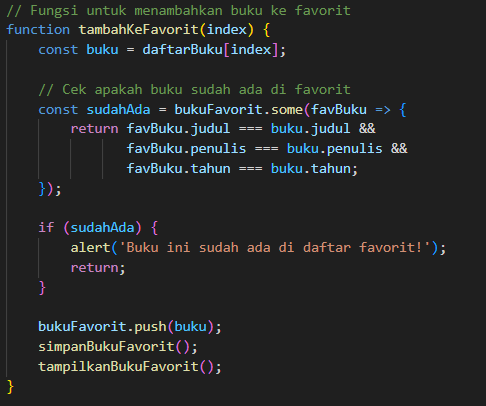 // Fungsi untuk menambahkan buku ke favorit
function tambahKeFavorit(index) {
    const buku = daftarBuku[index];

    // Cek apakah buku sudah ada di favorit
    const sudahAda = bukuFavorit.some(favBuku => {
        return favBuku.judul === buku.judul &&
               favBuku.penulis === buku.penulis &&
               favBuku.tahun === buku.tahun;
    });

    if (sudahAda) {
        alert('Buku ini sudah ada di daftar favorit!');
        return;
    }

    bukuFavorit.push(buku);
    simpanBukuFavorit();
    tampilkanBukuFavorit();
}